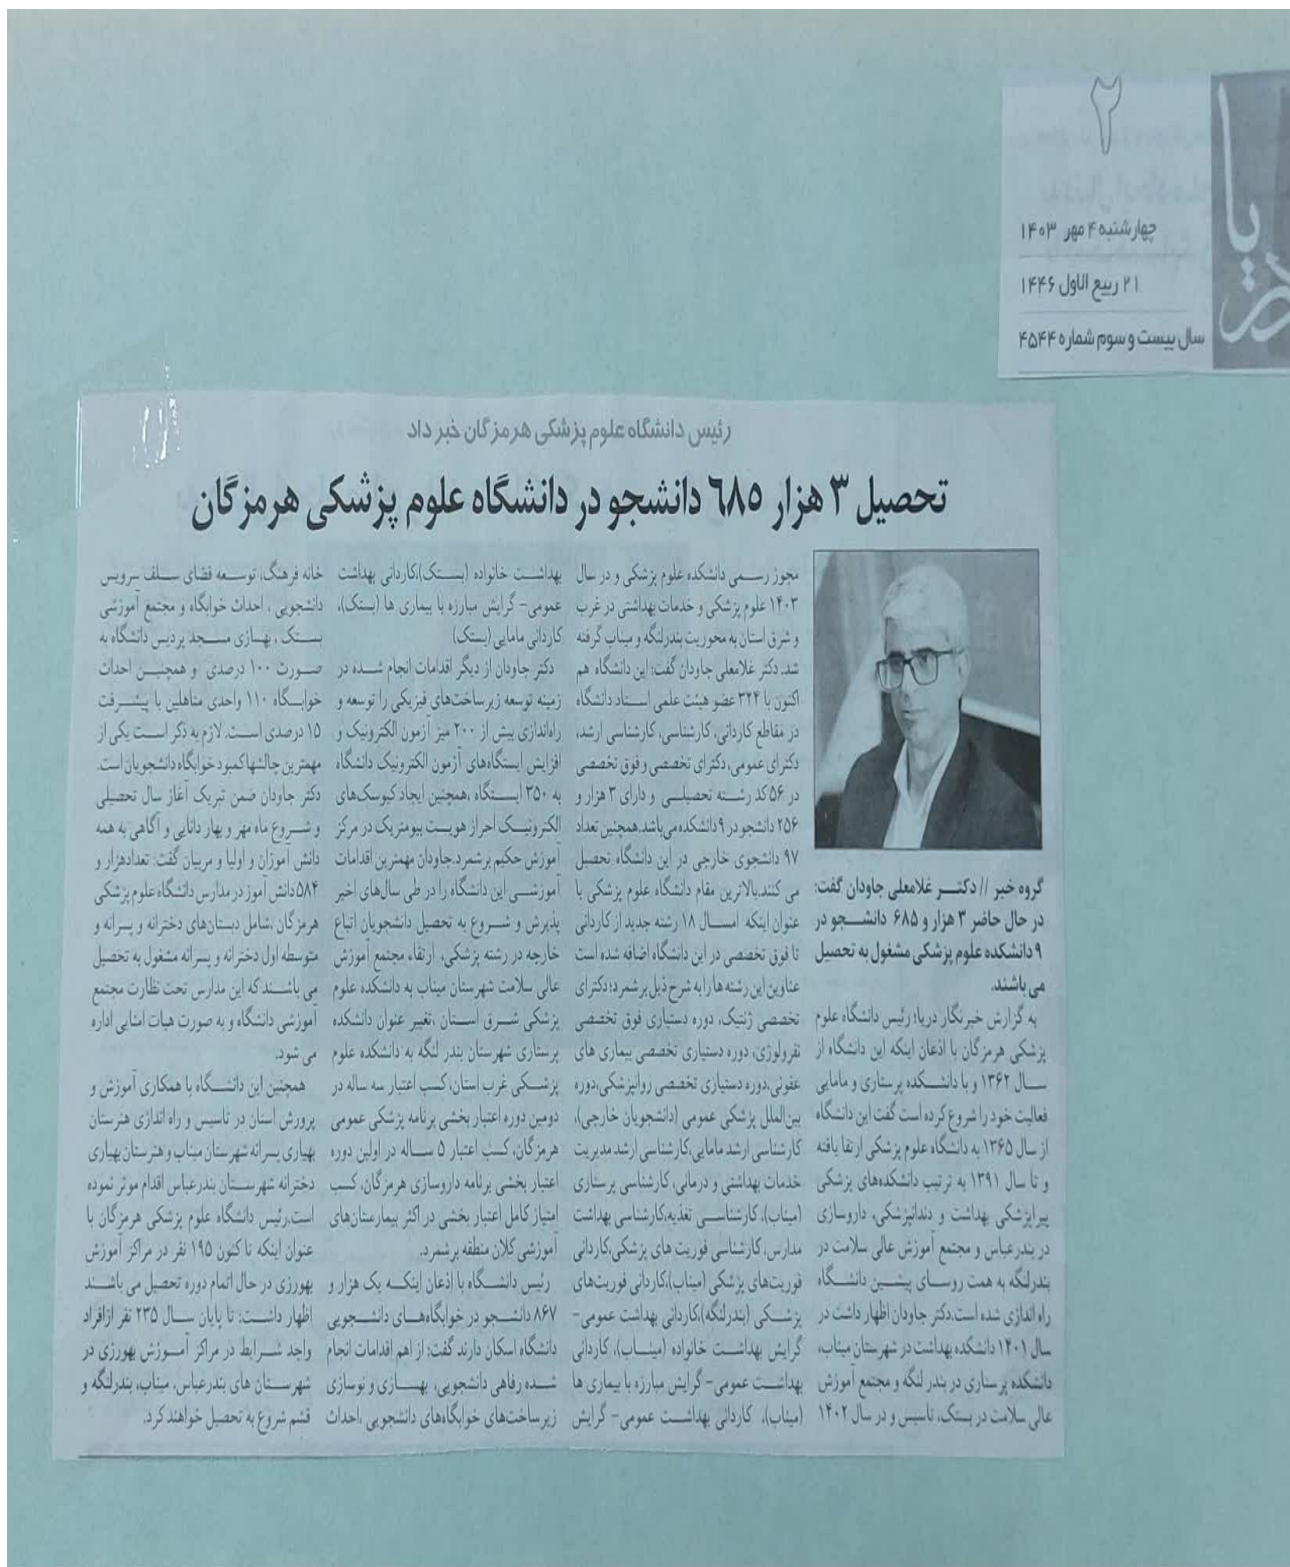 ۲
دریا
چهارشنبه ۴ مهر ۱۴۰۳
۲۱ ربیع الاول ۱۴۴۶
سال بیست و سوم شماره ۴۵۴۴
رئیس دانشگاه علوم پزشکی هرمزگان خبر داد
تحصیل ۳ هزار ۶۸۵ دانشجو در دانشگاه علوم پزشکی هرمزگان
گروه خبر // دکتر غلامعلی جاودان گفت:
در حال حاضر ۳ هزار و ۶۸۵ دانشجو در
۹ دانشکده علوم پزشکی مشغول به تحصیل
می باشند.
به گزارش خبرنگار دریا؛ رئیس دانشگاه علوم
پزشکی هرمزگان با اذعان اینکه این دانشگاه از
سال ۱۳۶۲ و با دانشکده پرستاری و مامایی
فعالیت خود را شروع کرده است گفت این دانشگاه
از سال ۱۳۶۵ به دانشگاه علوم پزشکی ارتقا یافته
و تا سال ۱۳۹۱ به ترتیب دانشکده‌های پزشکی
پیراپزشکی بهداشت و دندانپزشکی، داروسازی
در بندرعباس و مجتمع آموزش عالی سلامت در
بندرلنگه به همت روسای پیشین دانشگاه
راه اندازی شده است.دکتر جاودان اظهار داشت در
سال ۱۴۰۱ دانشکده بهداشت در شهرستان میناب،
دانشکده پرستاری در بندر لنگه و مجتمع آموزش
عالی سلامت در بستک، تاسیس و در سال ۱۴۰۲
مجوز رسمی دانشکده علوم پزشکی و در سال
۱۴۰۳ علوم پزشکی و خدمات بهداشتی در غرب
و شرق استان به محوریت بندرلنگه و میناب گرفته
شد. دکتر غلامعلی جاودان گفت: این دانشگاه هم
اکنون با ۳۲۴ عضو هیئت علمی استاد دانشگاه
در مقاطع کاردانی، کارشناسی، کارشناسی ارشد،
دکترای عمومی، دکترای تخصصی و فوق تخصصی
در ۵۶ کد رشته تحصیلی و دارای ۳ هزار و
۲۵۶ دانشجو در ۹ دانشکده می‌باشد.همچنین تعداد
۹۷ دانشجوی خارجی در این دانشگاه تحصیل
می کنند.بالاترین مقام دانشگاه علوم پزشکی با
عنوان اینکه امسال ۱۸ رشته جدید از کاردانی
تا فوق تخصصی در این دانشگاه اضافه شده است
عناوین این رشته ها را به شرح ذیل بر شمرد؛ دکترای
تخصصی ژنتیک، دوره دستیاری فوق تخصصی
نفرولوژی، دوره دستیاری تخصصی بیماری های
عفونی،دوره دستیاری تخصصی روانپزشکی،دوره
بین‌الملل پزشکی عمومی (دانشجویان خارجی)،
کارشناسی ارشد مامایی،کارشناسی ارشد مدیریت
خدمات بهداشتی و درمانی، کارشناسی پرستاری
(میناب)، کارشناسی تغذیه،کارشناسی بهداشت
مدارس، کارشناسی فوریت های پزشکی،کاردانی
فوریت‌های پزشکی (میناب)،کاردانی فوریت‌های
پزشکی (بندرلنگه)،کاردانی بهداشت عمومی-
گرایش بهداشت خانواده (میناب)، کاردانی
بهداشت عمومی- گرایش مبارزه با بیماری ها
(میناب)، کاردانی بهداشت عمومی- گرایش
بهداشت خانواده (بستک)،کاردانی بهداشت
عمومی- گرایش مبارزه با بیماری ها (بستک)،
کاردانی مامایی (بستک)
دکتر جاودان از دیگر اقدامات انجام شده در
زمینه توسعه زیرساخت‌های فیزیکی را توسعه و
راه‌اندازی بیش از ۲۰۰ میز آزمون الکترونیک و
افزایش ایستگاه‌های آزمون الکترونیک دانشگاه
به ۳۵۰ ایستگاه ،همچنین ایجاد کیوسک‌های
الکترونیک احراز هویت بیومتریک در مرکز
آموزش حکیم برشمرد.جاودان مهمترین اقدامات
آموزشی این دانشگاه را در طی سال‌های اخیر
پذیرش و شروع به تحصیل دانشجویان اتباع
خارجه در رشته پزشکی، ارتقاء مجتمع آموزش
عالی سلامت شهرستان میناب به دانشکده علوم
پزشکی شرق استان ،تغییر عنوان دانشکده
پرستاری شهرستان بندر لنگه به دانشکده علوم
پزشکی غرب استان،کسب اعتبار سه ساله در
دومین دوره اعتبار بخشی برنامه پزشکی عمومی
هرمزگان، کسب اعتبار ۵ ساله در اولین دوره
اعتبار بخشی برنامه داروسازی هرمزگان، کسب
امتیاز کامل اعتبار بخشی در اکثر بیمارستان‌های
آموزشی کلان منطقه برشمرد.
رئیس دانشگاه با اذعان اینکه یک هزار و
۸۶۷ دانشجو در خوابگاه‌های دانشجویی
دانشگاه اسکان دارند گفت: از اهم اقدامات انجام
شده رفاهی دانشجویی، بهسازی و نوسازی
زیرساخت‌های خوابگاه‌های دانشجویی ،احداث
خانه فرهنگ، توسعه فضای سلف سرویس
دانشجویی ، احداث خوابگاه و مجتمع آموزشی
بستک ، بهسازی مسجد پردیس دانشگاه به
صورت ۱۰۰ درصدی و همچنین احداث
خوابگاه ۱۱۰ واحدی متاهلین با پیشرفت
۱۵ درصدی است. لازم به ذکر است یکی از
مهمترین چالشها کمبود خوابگاه دانشجویان است.
دکتر جاودان ضمن تبریک آغاز سال تحصلی
و شروع ماه مهر و بهار دانایی و آگاهی به همه
دانش آموزان و اولیا و مربیان گفت: تعداد هزار و
۵۸۴ دانش آموز در مدارس دانشگاه علوم پزشکی
هرمزگان ،شامل دبستان‌های دخترانه و پسرانه و
متوسطه اول دخترانه و پسرانه مشغول به تحصیل
می باشند که این مدارس تحت نظارت مجتمع
آموزشی دانشگاه و به صورت هیات امنایی اداره
می شود.
همچنین این دانشگاه با همکاری آموزش و
پرورش استان در تاسیس و راه اندازی هنرستان
بهیاری پسرانه شهرستان میناب و هنرستان بهیاری
دخترانه شهرستان بندرعباس اقدام موثر نموده
است.رئیس دانشگاه علوم پزشکی هرمزگان با
عنوان اینکه تا کنون ۱۹۵ نفر در مراکز آموزش
بهورزی در حال اتمام دوره تحصیل می باشند
اظهار داشت: تا پایان سال ۲۳۵ نفر از افراد
واجد شرایط در مراکز آموزش بهورزی در
شهرستان های بندرعباس، میناب، بندرلنگه و
قشم شروع به تحصیل خواهند کرد.